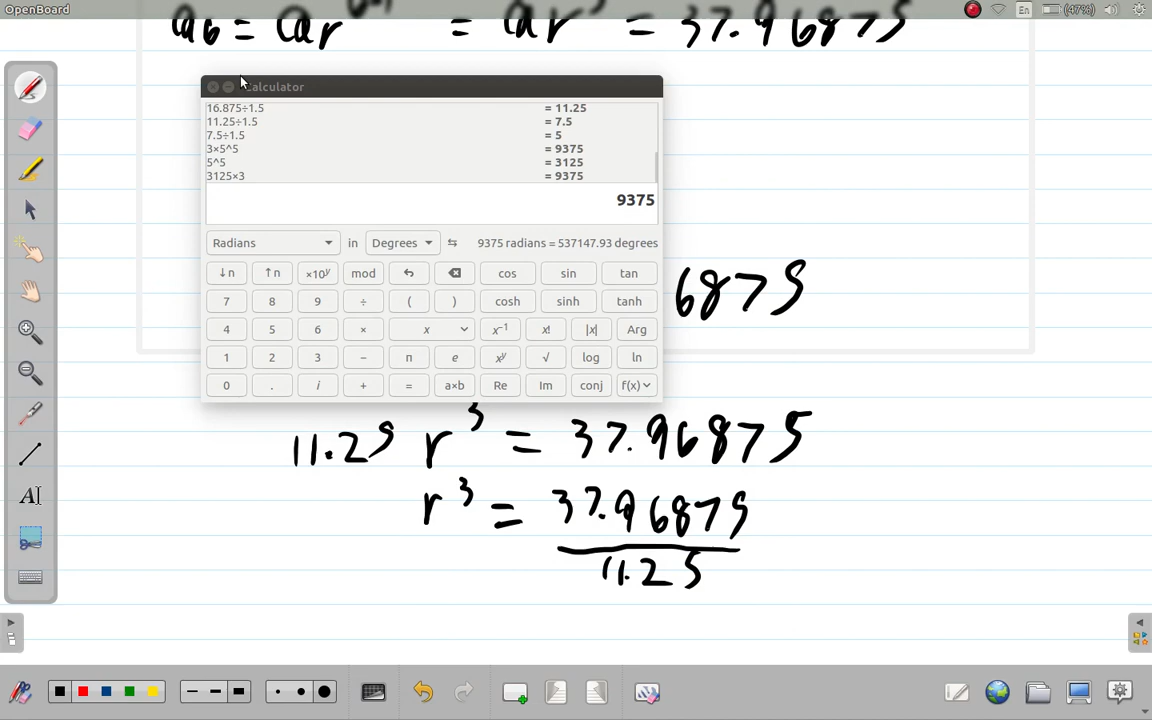 OpenBoard
En (47%)
a6 = ar = ar = 37.96875
Calculator
16.875÷1.5 = 11.25
11.25÷1.5 = 7.5
7.5÷1.5 = 5
3×5^5 = 9375
5^5 = 3125
3125×3 = 9375
9375
Radians in Degrees 9375 radians = 537147.93 degrees
↓n ↑n ×10ʸ mod cos sin tan
7 8 9 ÷ ( ) cosh sinh tanh
4 5 6 × x x⁻¹ x! |x| Arg
1 2 3 − π e xʸ √ log ln
0 . i + = a×b Re Im conj f(x)
6875
11.25 r³ = 37.96875
r³ = 37.96875
11.25